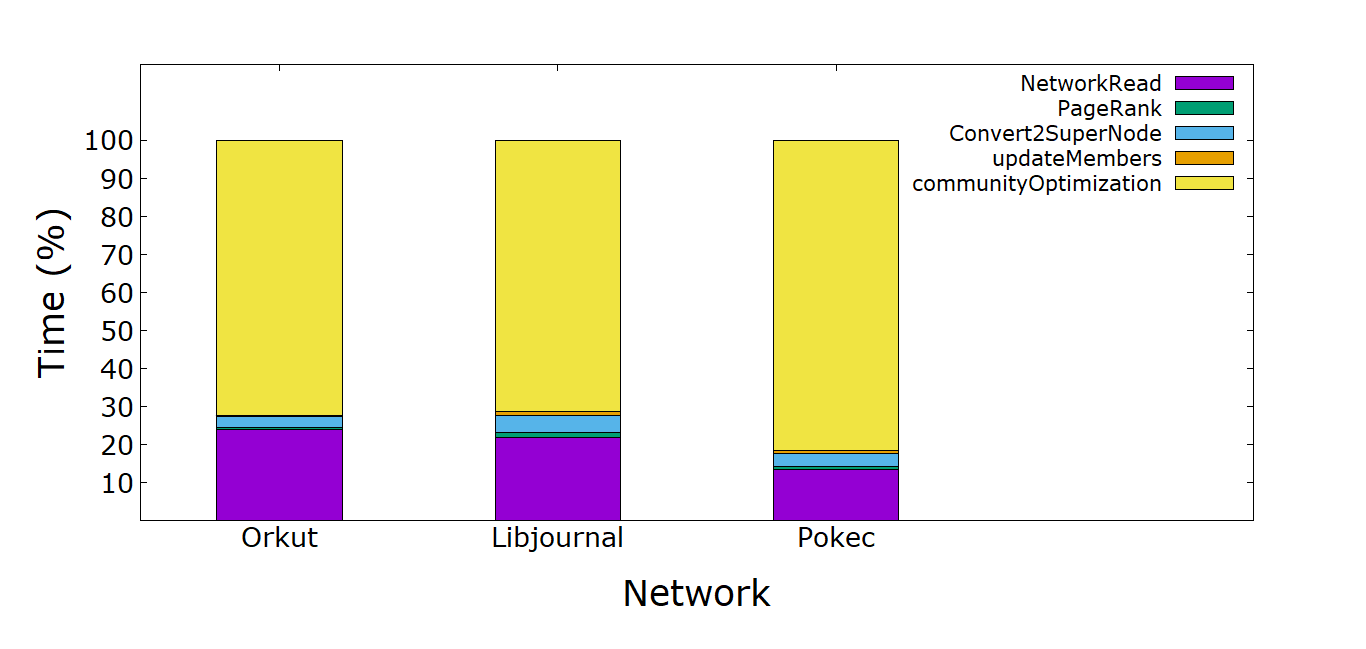 NetworkRead
PageRank
Convert2SuperNode
updateMembers
communityOptimization
100
90
80
70
60
50
40
30
20
10
Time (%)
Orkut Libjournal Pokec
Network